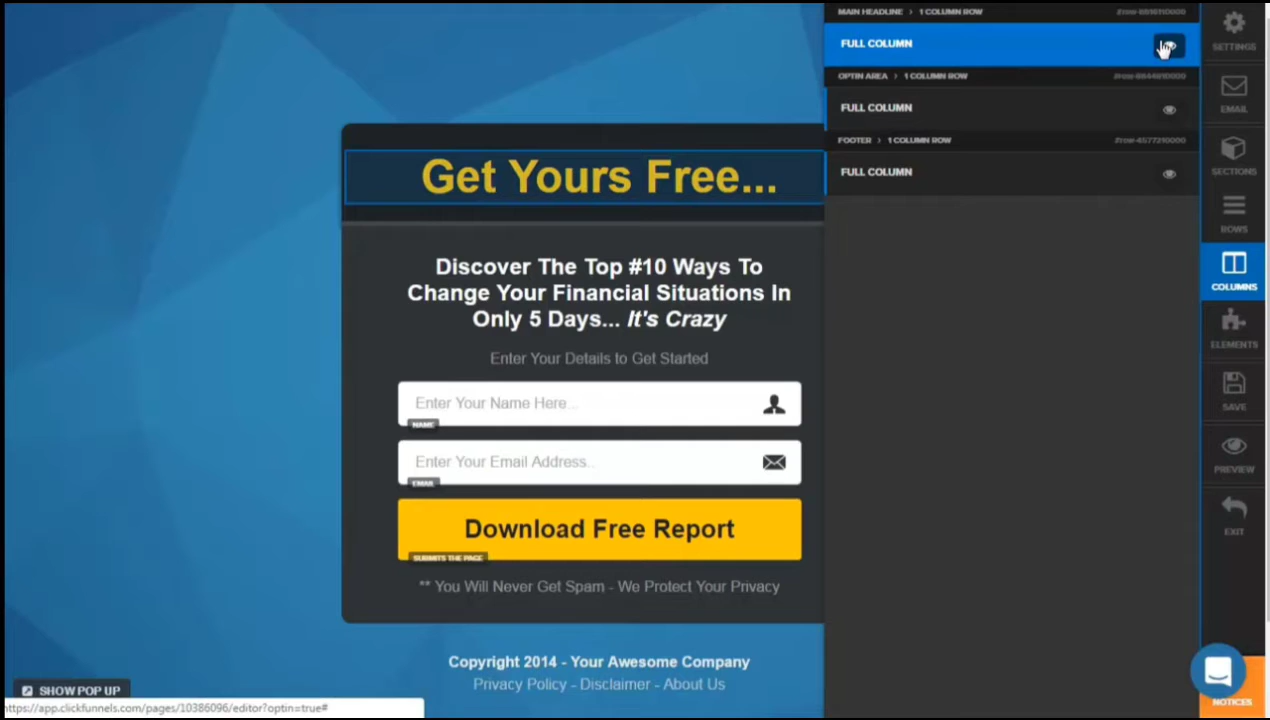 Get Yours Free...
Discover The Top #10 Ways To
Change Your Financial Situations In
Only 5 Days... It's Crazy
Enter Your Details to Get Started
Enter Your Name Here...
NAME
Enter Your Email Address..
EMAIL
Download Free Report
SUBMITS THE PAGE
** You Will Never Get Spam - We Protect Your Privacy
Copyright 2014 - Your Awesome Company
Privacy Policy - Disclaimer - About Us
SHOW POP UP
https://app.clickfunnels.com/pages/10386096/editor?optin=true#
MAIN HEADLINE > 1 COLUMN ROW
FULL COLUMN
OPTIN AREA > 1 COLUMN ROW
FULL COLUMN
FOOTER > 1 COLUMN ROW
#row-4577210000
FULL COLUMN
SETTINGS
EMAIL
SECTIONS
ROWS
COLUMNS
ELEMENTS
SAVE
PREVIEW
EXIT
NOTICES